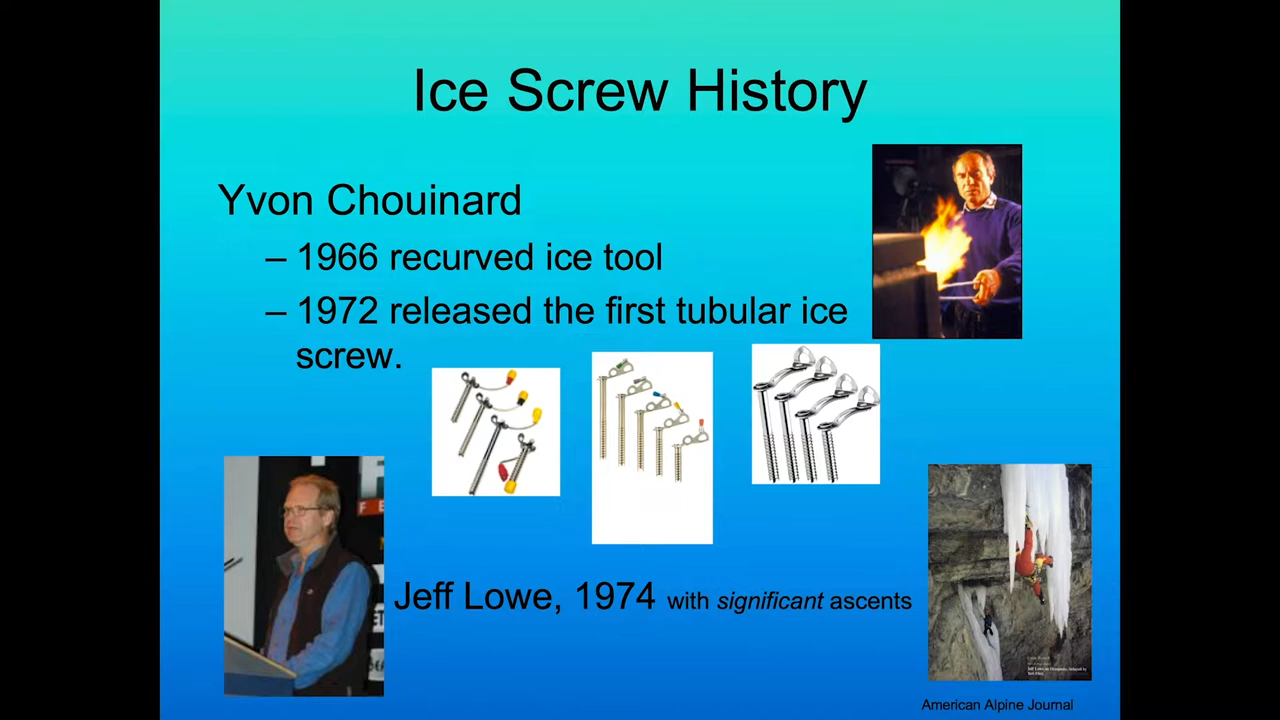 Ice Screw History
Yvon Chouinard
– 1966 recurved ice tool
– 1972 released the first tubular ice
screw.
Jeff Lowe, 1974 with significant ascents
American Alpine Journal